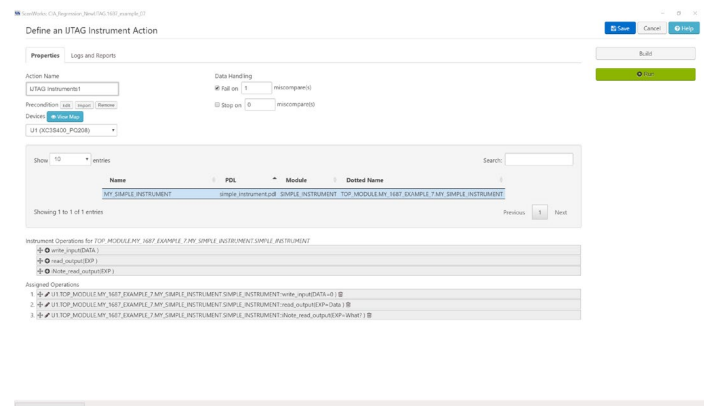 ScanWorks: ICA_Regression_New/ITAG:1687_example_07
Define an IJTAG Instrument Action
Save Cancel Help
Properties Logs and Reports
Build
Run
Action Name
Data Handling
IJTAG Instruments1
Fail on 1 miscompare(s)
Precondition Edit Import Remove
Stop on 0 miscompare(s)
Devices View Map
U1 (XC3S400_PQ208)
Show 10 entries
Search:
Name PDL Module Dotted Name
MY_SIMPLE_INSTRUMENT simple_instrument.pdl SIMPLE_INSTRUMENT TOP_MODULE.MY_1687_EXAMPLE_7.MY_SIMPLE_INSTRUMENT
Showing 1 to 1 of 1 entries
Previous 1 Next
Instrument Operations for TOP_MODULE.MY_1687_EXAMPLE_7.MY_SIMPLE_INSTRUMENT.SIMPLE_INSTRUMENT
write_input(DATA )
read_output(EXP )
iNote_read_output(EXP )
Assigned Operations
1. U1.TOP_MODULE.MY_1687_EXAMPLE_7.MY_SIMPLE_INSTRUMENT.SIMPLE_INSTRUMENT::write_input(DATA=0 )
2. U1.TOP_MODULE.MY_1687_EXAMPLE_7.MY_SIMPLE_INSTRUMENT.SIMPLE_INSTRUMENT::read_output(EXP=Data )
3. U1.TOP_MODULE.MY_1687_EXAMPLE_7.MY_SIMPLE_INSTRUMENT.SIMPLE_INSTRUMENT::iNote_read_output(EXP=What? )